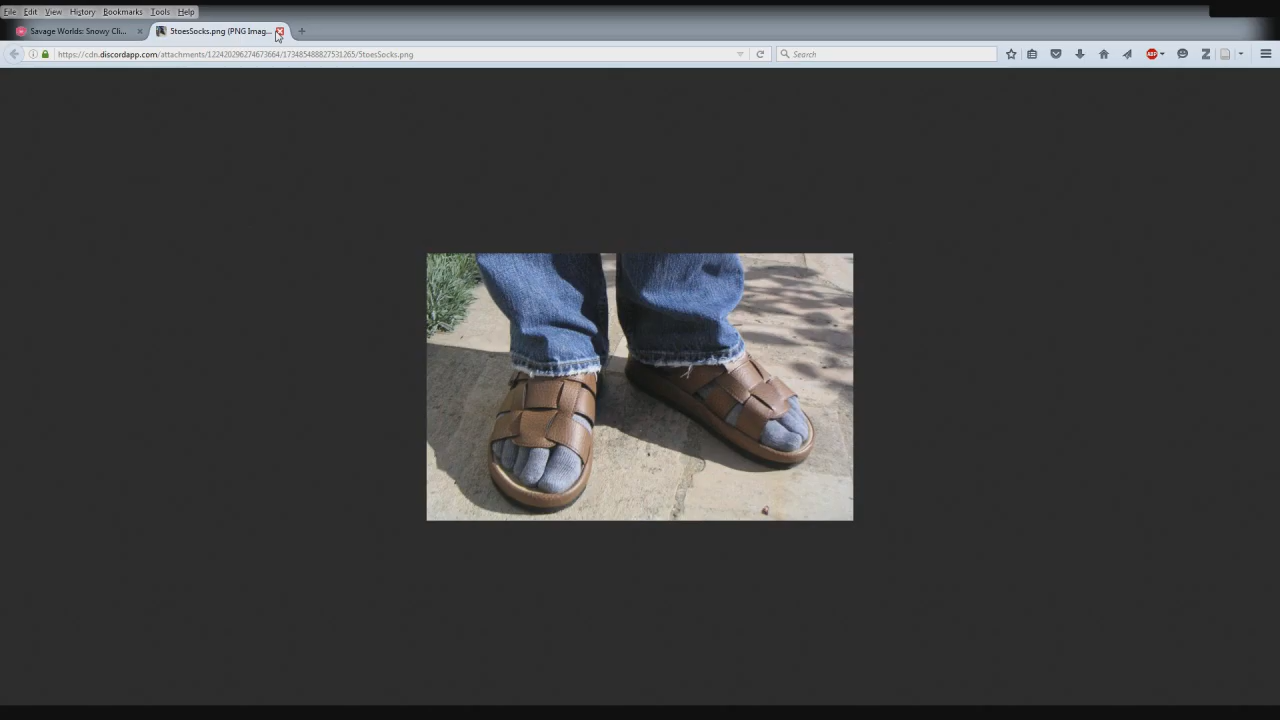 File Edit View History Bookmarks Tools Help
Savage Worlds: Snowy Cli...
5toesSocks.png (PNG Imag...
https://cdn.discordapp.com/attachments/122420296274673664/173485488827531265/5toesSocks.png
Search
ABP
Z